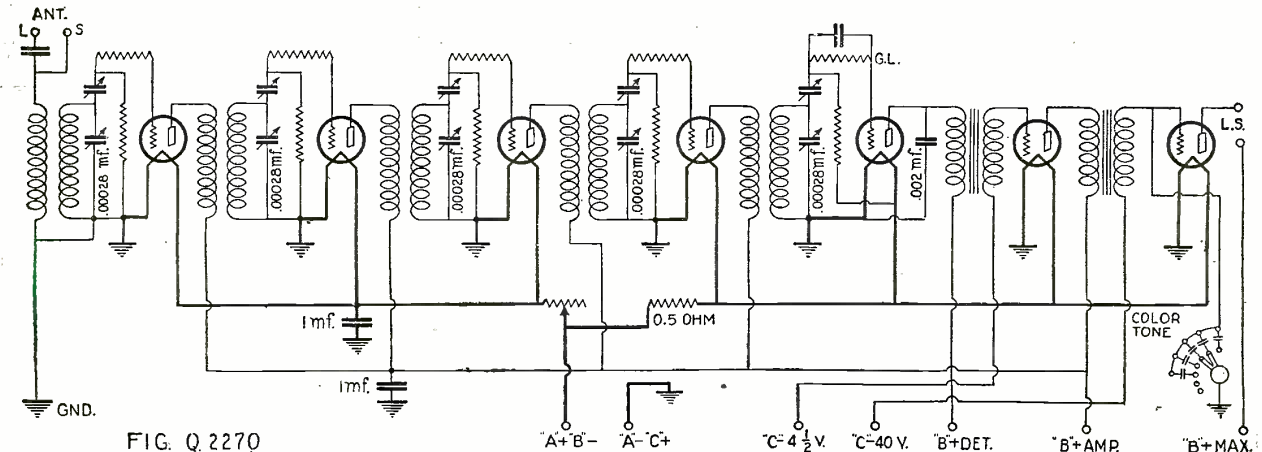 ANT.
L S
G.L.
L.S.
.00028 mf.
.00028 mf.
.00028 mf.
.00028 mf.
.00028 mf.
.002 mf.
1 mf.
0.5 OHM
COLOR
TONE
1 mf.
GND.
FIG. Q. 2270
"A"+"B"-
"A"-"C"+
"C"-4 ½ V.
"C"-40 V.
"B"+DET.
"B"+AMP.
"B"+MAX.